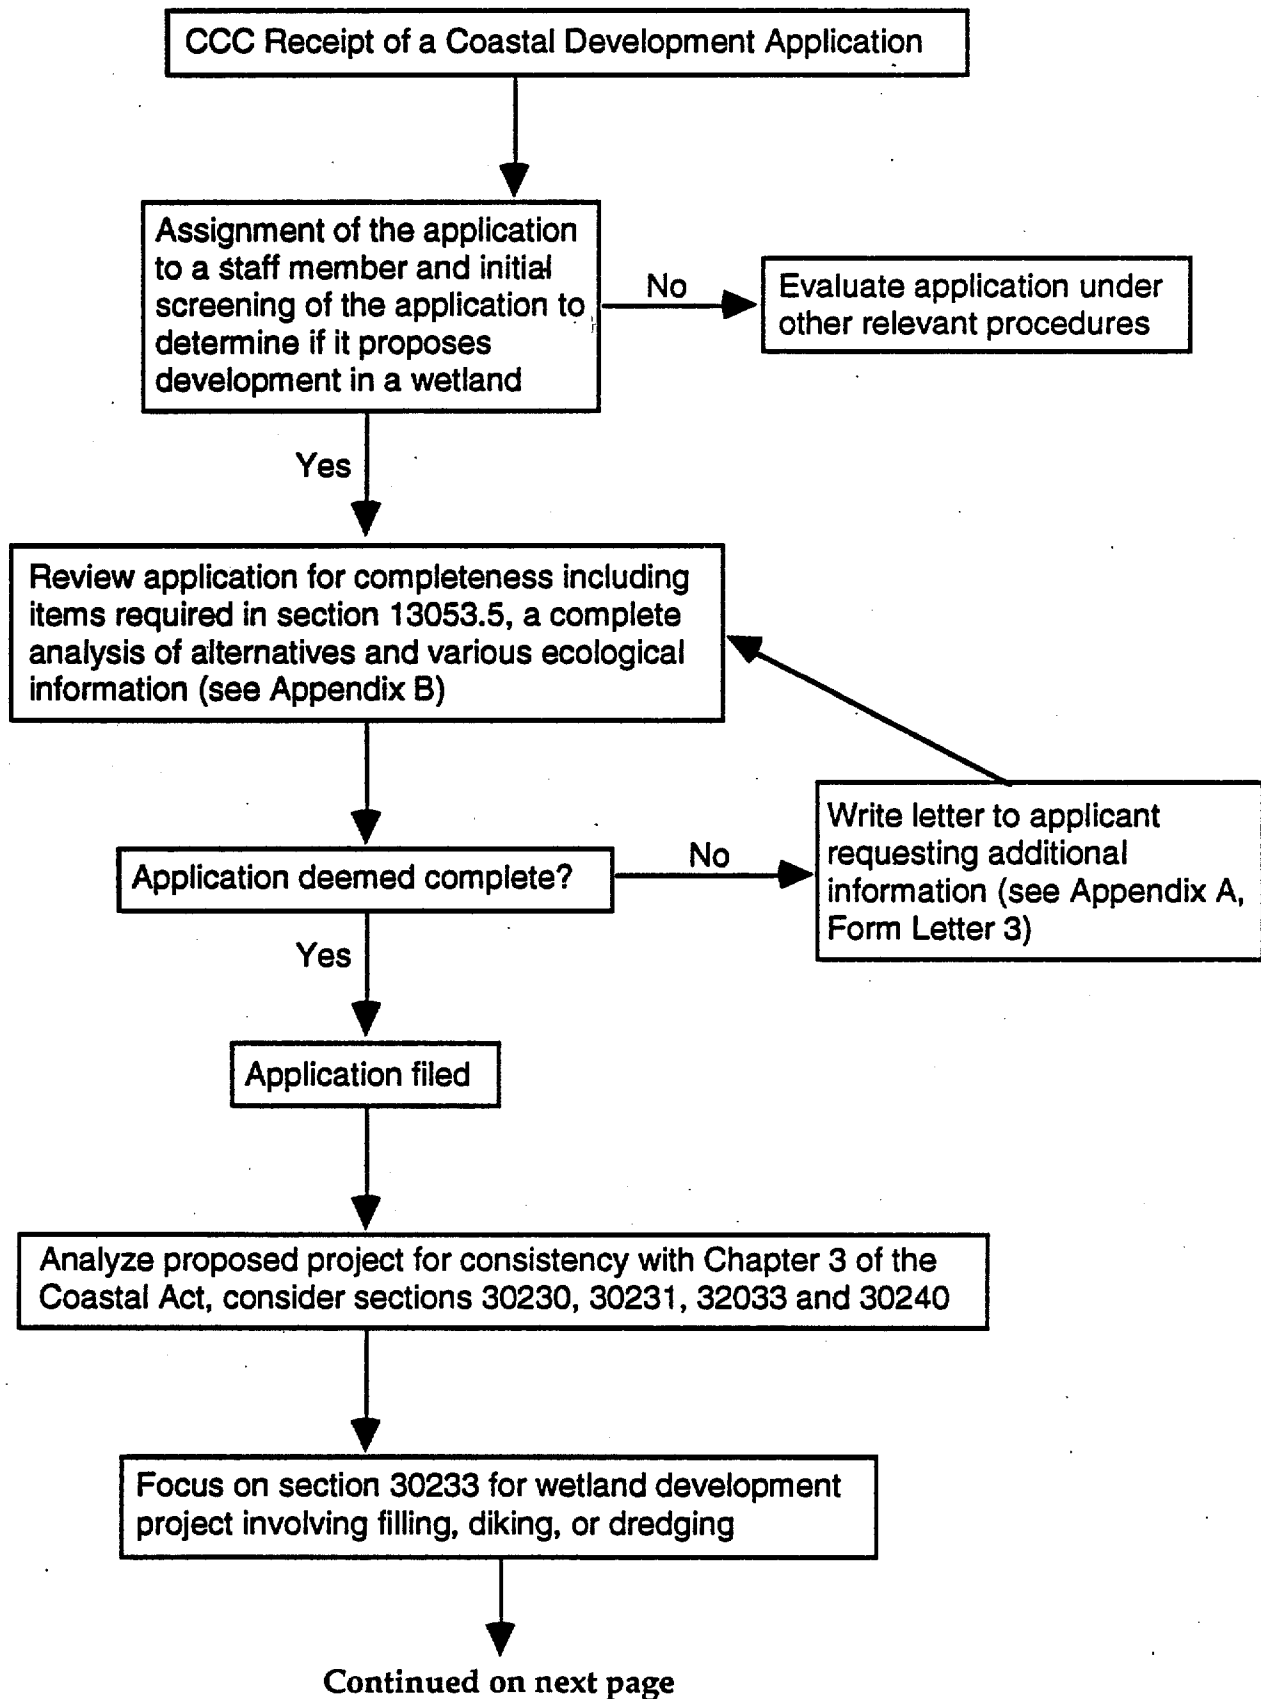 CCC Receipt of a Coastal Development Application
Assignment of the application
to a staff member and initial
screening of the application to
determine if it proposes
development in a wetland
No
Evaluate application under
other relevant procedures
Yes
Review application for completeness including
items required in section 13053.5, a complete
analysis of alternatives and various ecological
information (see Appendix B)
Application deemed complete?
No
Write letter to applicant
requesting additional
information (see Appendix A,
Form Letter 3)
Yes
Application filed
Analyze proposed project for consistency with Chapter 3 of the
Coastal Act, consider sections 30230, 30231, 32033 and 30240
Focus on section 30233 for wetland development
project involving filling, diking, or dredging
Continued on next page